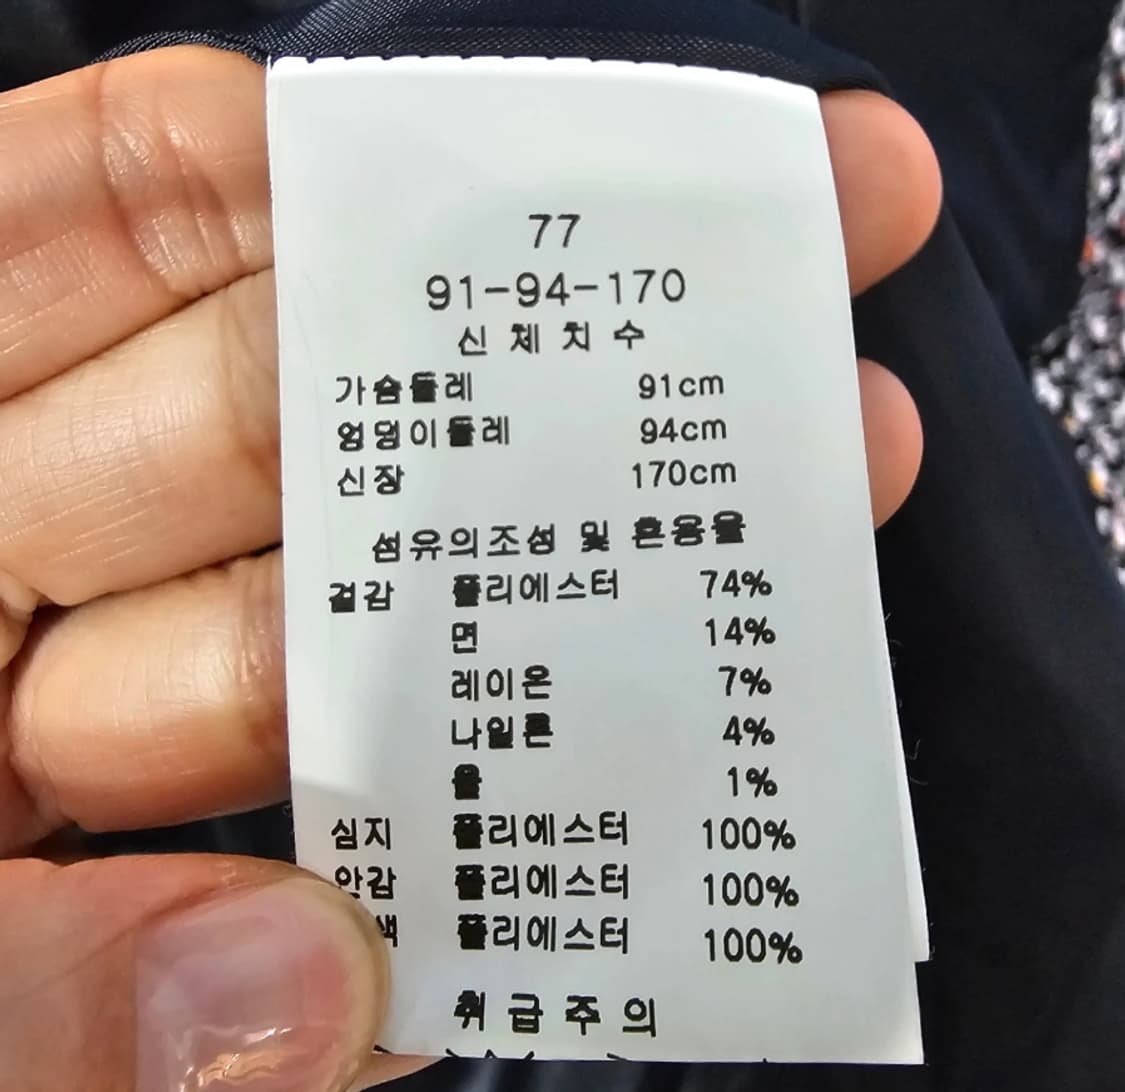 77
91-94-170
신체치수
가슴둘레 91cm
엉덩이둘레 94cm
신장 170cm
섬유의조성 및 혼용율
겉감 폴리에스터 74%
면 14%
레이온 7%
나일론 4%
울 1%
심지 폴리에스터 100%
안감 폴리에스터 100%
색 폴리에스터 100%
취급주의